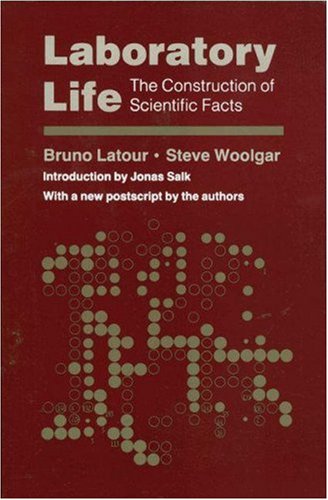 Laboratory
Life
The Construction of
Scientific Facts
Bruno Latour · Steve Woolgar
Introduction by Jonas Salk
With a new postscript by the authors